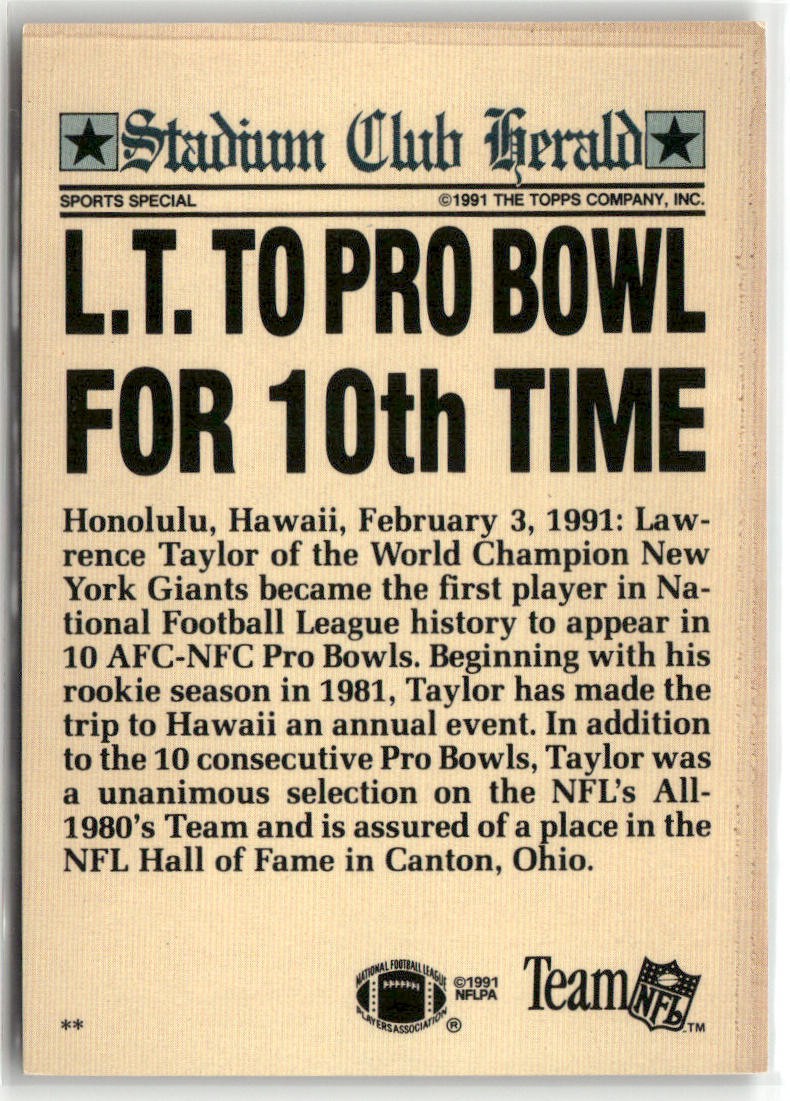 Stadium Club Herald
SPORTS SPECIAL ©1991 THE TOPPS COMPANY, INC.
L.T. TO PRO BOWL
FOR 10th TIME
Honolulu, Hawaii, February 3, 1991: Law-
rence Taylor of the World Champion New
York Giants became the first player in Na-
tional Football League history to appear in
10 AFC-NFC Pro Bowls. Beginning with his
rookie season in 1981, Taylor has made the
trip to Hawaii an annual event. In addition
to the 10 consecutive Pro Bowls, Taylor was
a unanimous selection on the NFL's All-
1980's Team and is assured of a place in the
NFL Hall of Fame in Canton, Ohio.
NATIONAL FOOTBALL LEAGUE
PLAYERS ASSOCIATION ®
©1991
NFLPA
Team NFL TM
**